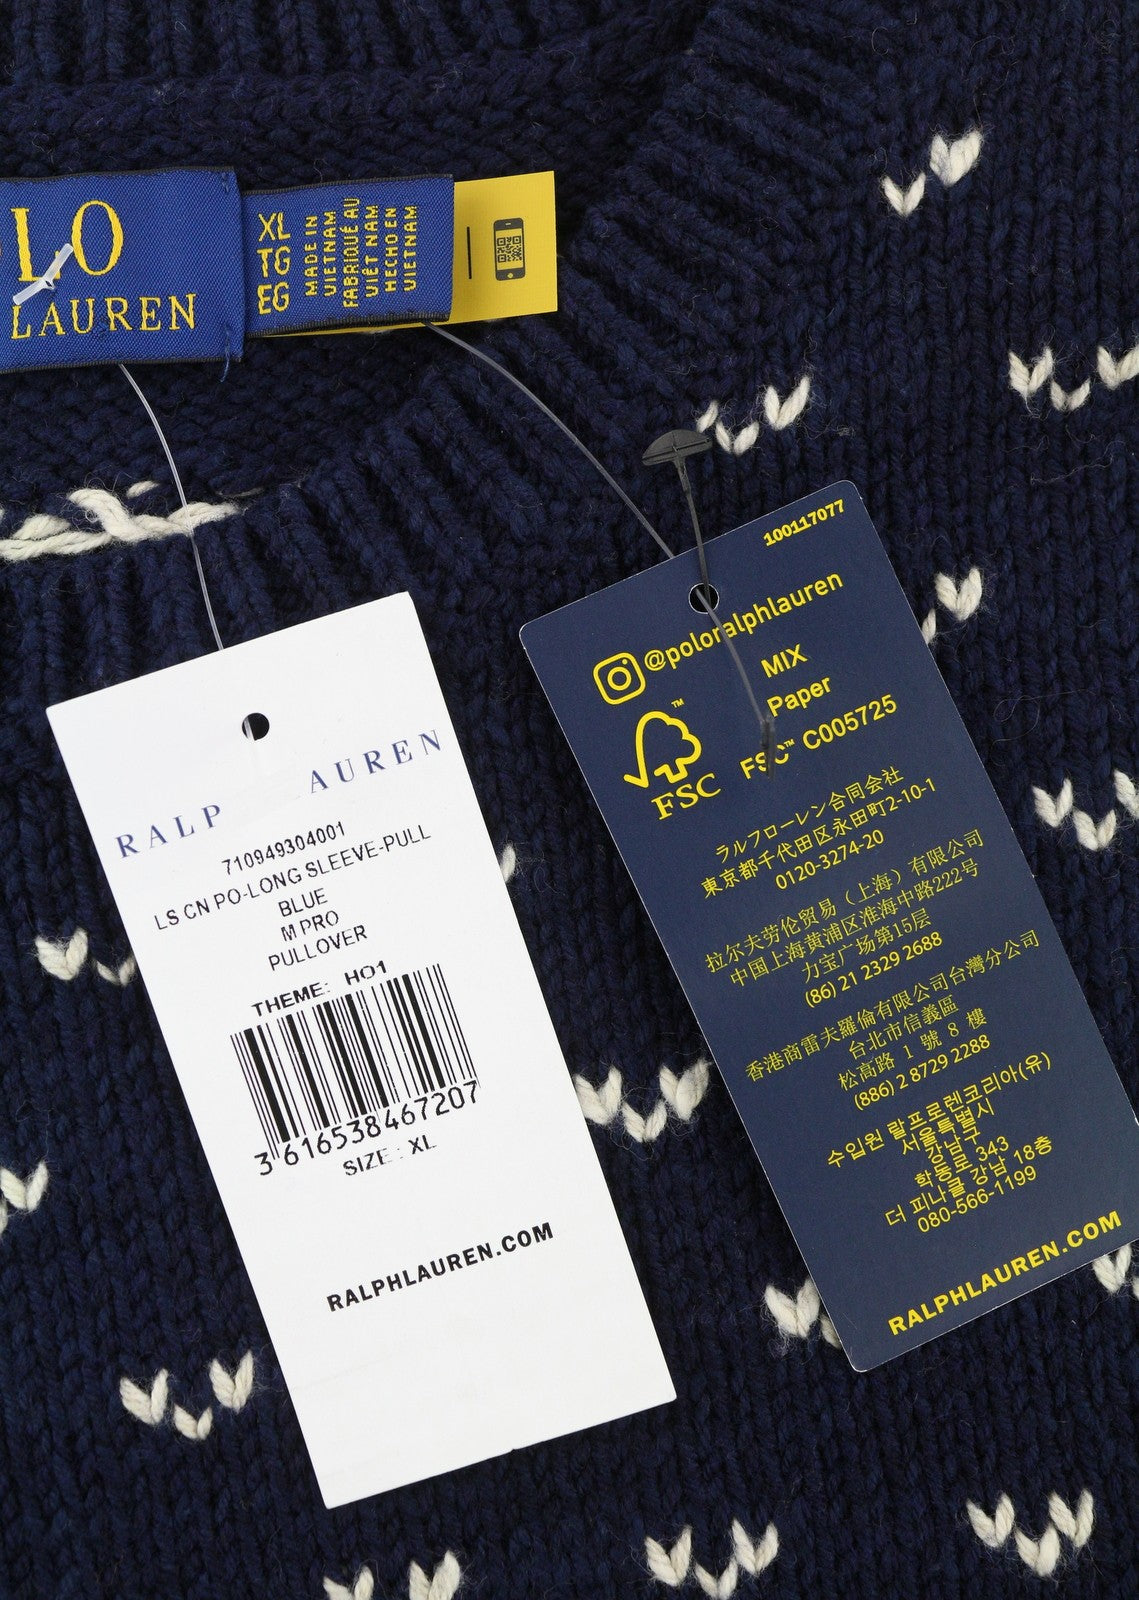 LO
LAUREN
XL
TG
EG
MADE IN
VIETNAM
FABRIQUÉ AU
VIÊT NAM
HECHO EN
VIETNAM
RALP AUREN
710949304001
LS CN PO-LONG SLEEVE-PULL
BLUE
M PRO
PULLOVER
THEME: HO1
3616538467207
SIZE : XL
RALPHLAUREN.COM
100117077
@poloralphlauren
MIX
Paper
FSC™ C005725
™
FSC
ラルフローレン合同会社
東京都千代田区永田町2-10-1
0120-3274-20
拉尔夫劳伦贸易（上海）有限公司
中国上海黄浦区淮海中路222号
力宝广场第15层
(86) 21 2329 2688
香港商雷夫羅倫有限公司台灣分公司
台北市信義區
松高路 1 號 8 樓
(886) 2 8729 2288
수입원 랄프로렌코리아(유)
서울특별시
강남구
학동로 343
더 피나클 강남 18층
080-566-1199
RALPHLAUREN.COM